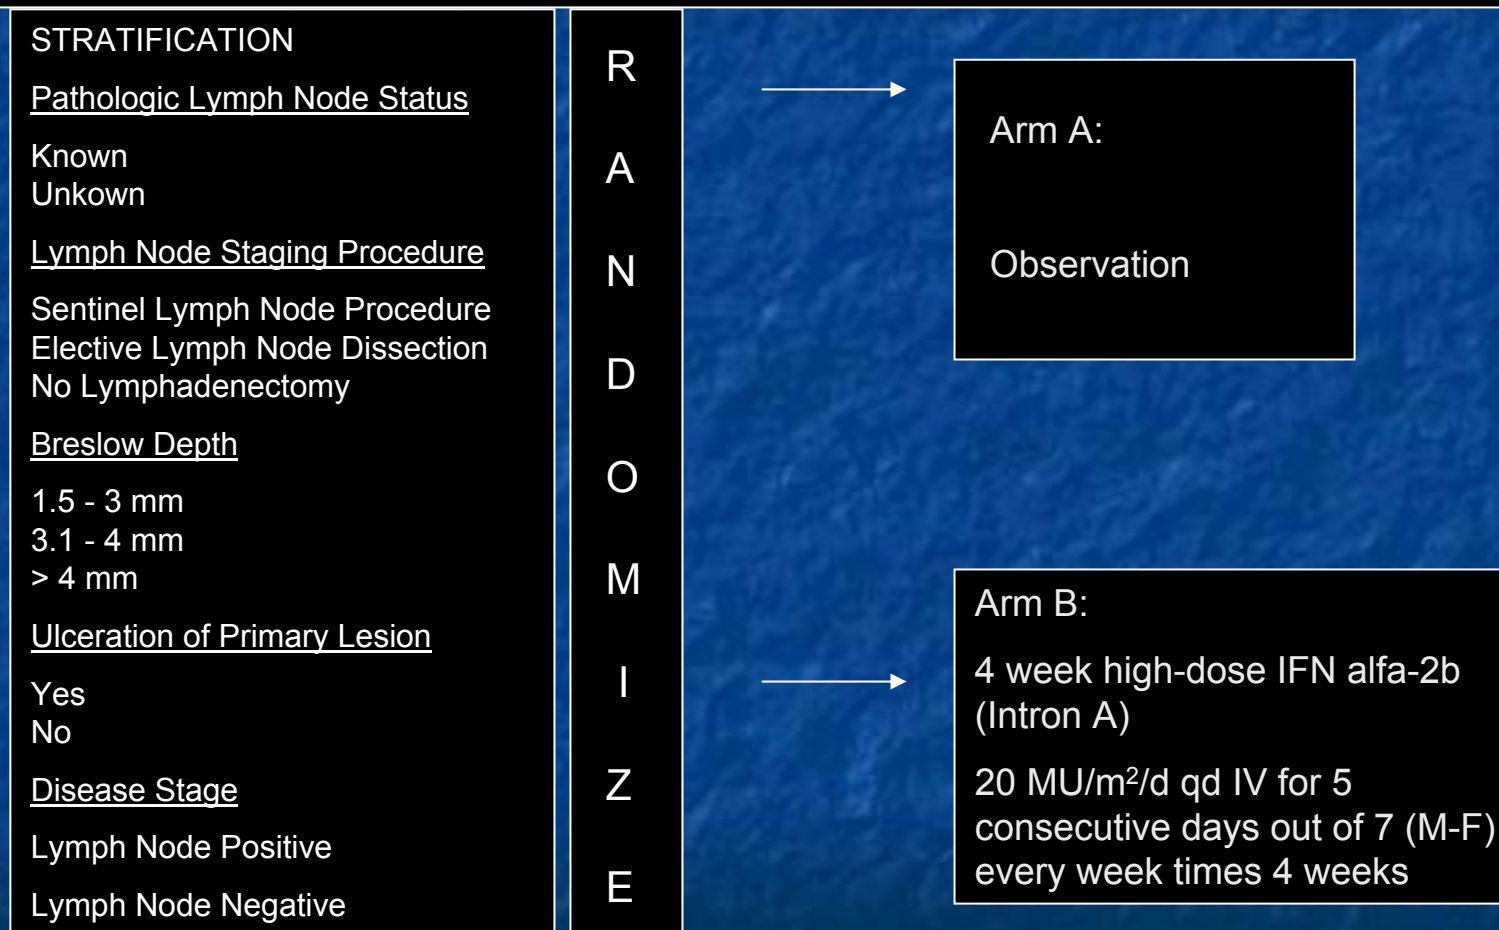 STRATIFICATION
Pathologic Lymph Node Status
Known
Unkown
Lymph Node Staging Procedure
Sentinel Lymph Node Procedure
Elective Lymph Node Dissection
No Lymphadenectomy
Breslow Depth
1.5 - 3 mm
3.1 - 4 mm
> 4 mm
Ulceration of Primary Lesion
Yes
No
Disease Stage
Lymph Node Positive
Lymph Node Negative
R
A
N
D
O
M
I
Z
E
Arm A:
Observation
Arm B:
4 week high-dose IFN alfa-2b
(Intron A)
20 MU/m²/d qd IV for 5
consecutive days out of 7 (M-F)
every week times 4 weeks